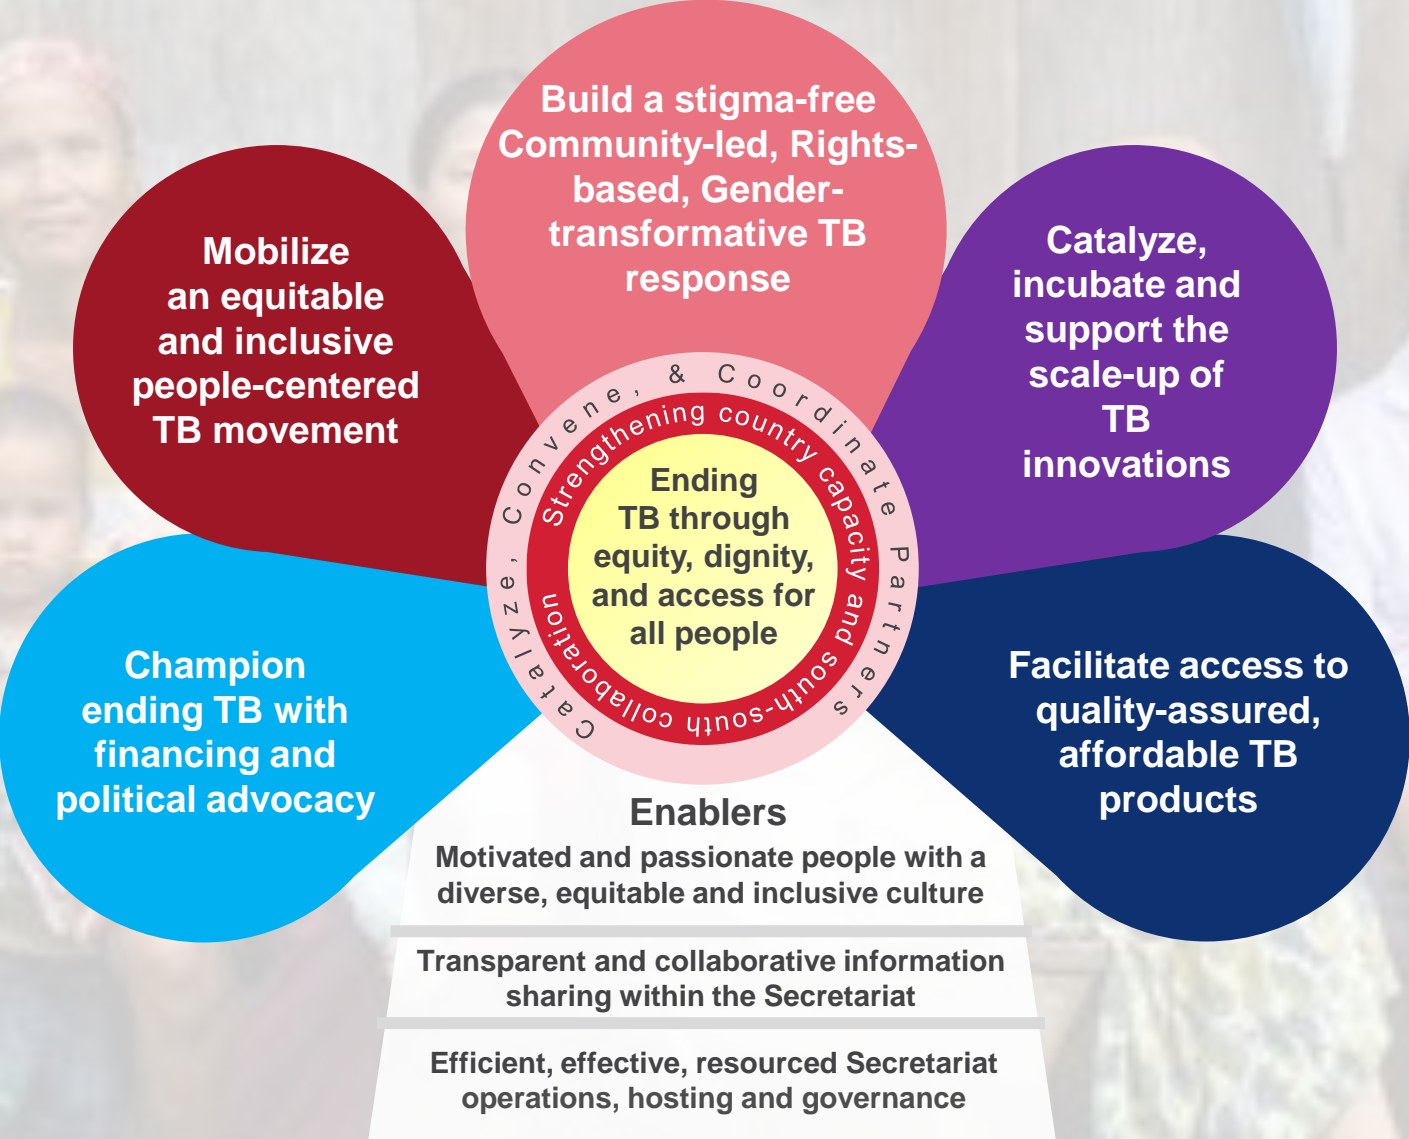 Build a stigma-free
Community-led, Rights-
based, Gender-
transformative TB
response
Mobilize
an equitable
and inclusive
people-centered
TB movement
Catalyze,
incubate and
support the
scale-up of
TB
innovations
Catalyze, Convene, & Coordinate Partners
Strengthening country capacity and south-south collaboration
Ending
TB through
equity, dignity,
and access for
all people
Champion
ending TB with
financing and
political advocacy
Facilitate access to
quality-assured,
affordable TB
products
Enablers
Motivated and passionate people with a
diverse, equitable and inclusive culture
Transparent and collaborative information
sharing within the Secretariat
Efficient, effective, resourced Secretariat
operations, hosting and governance